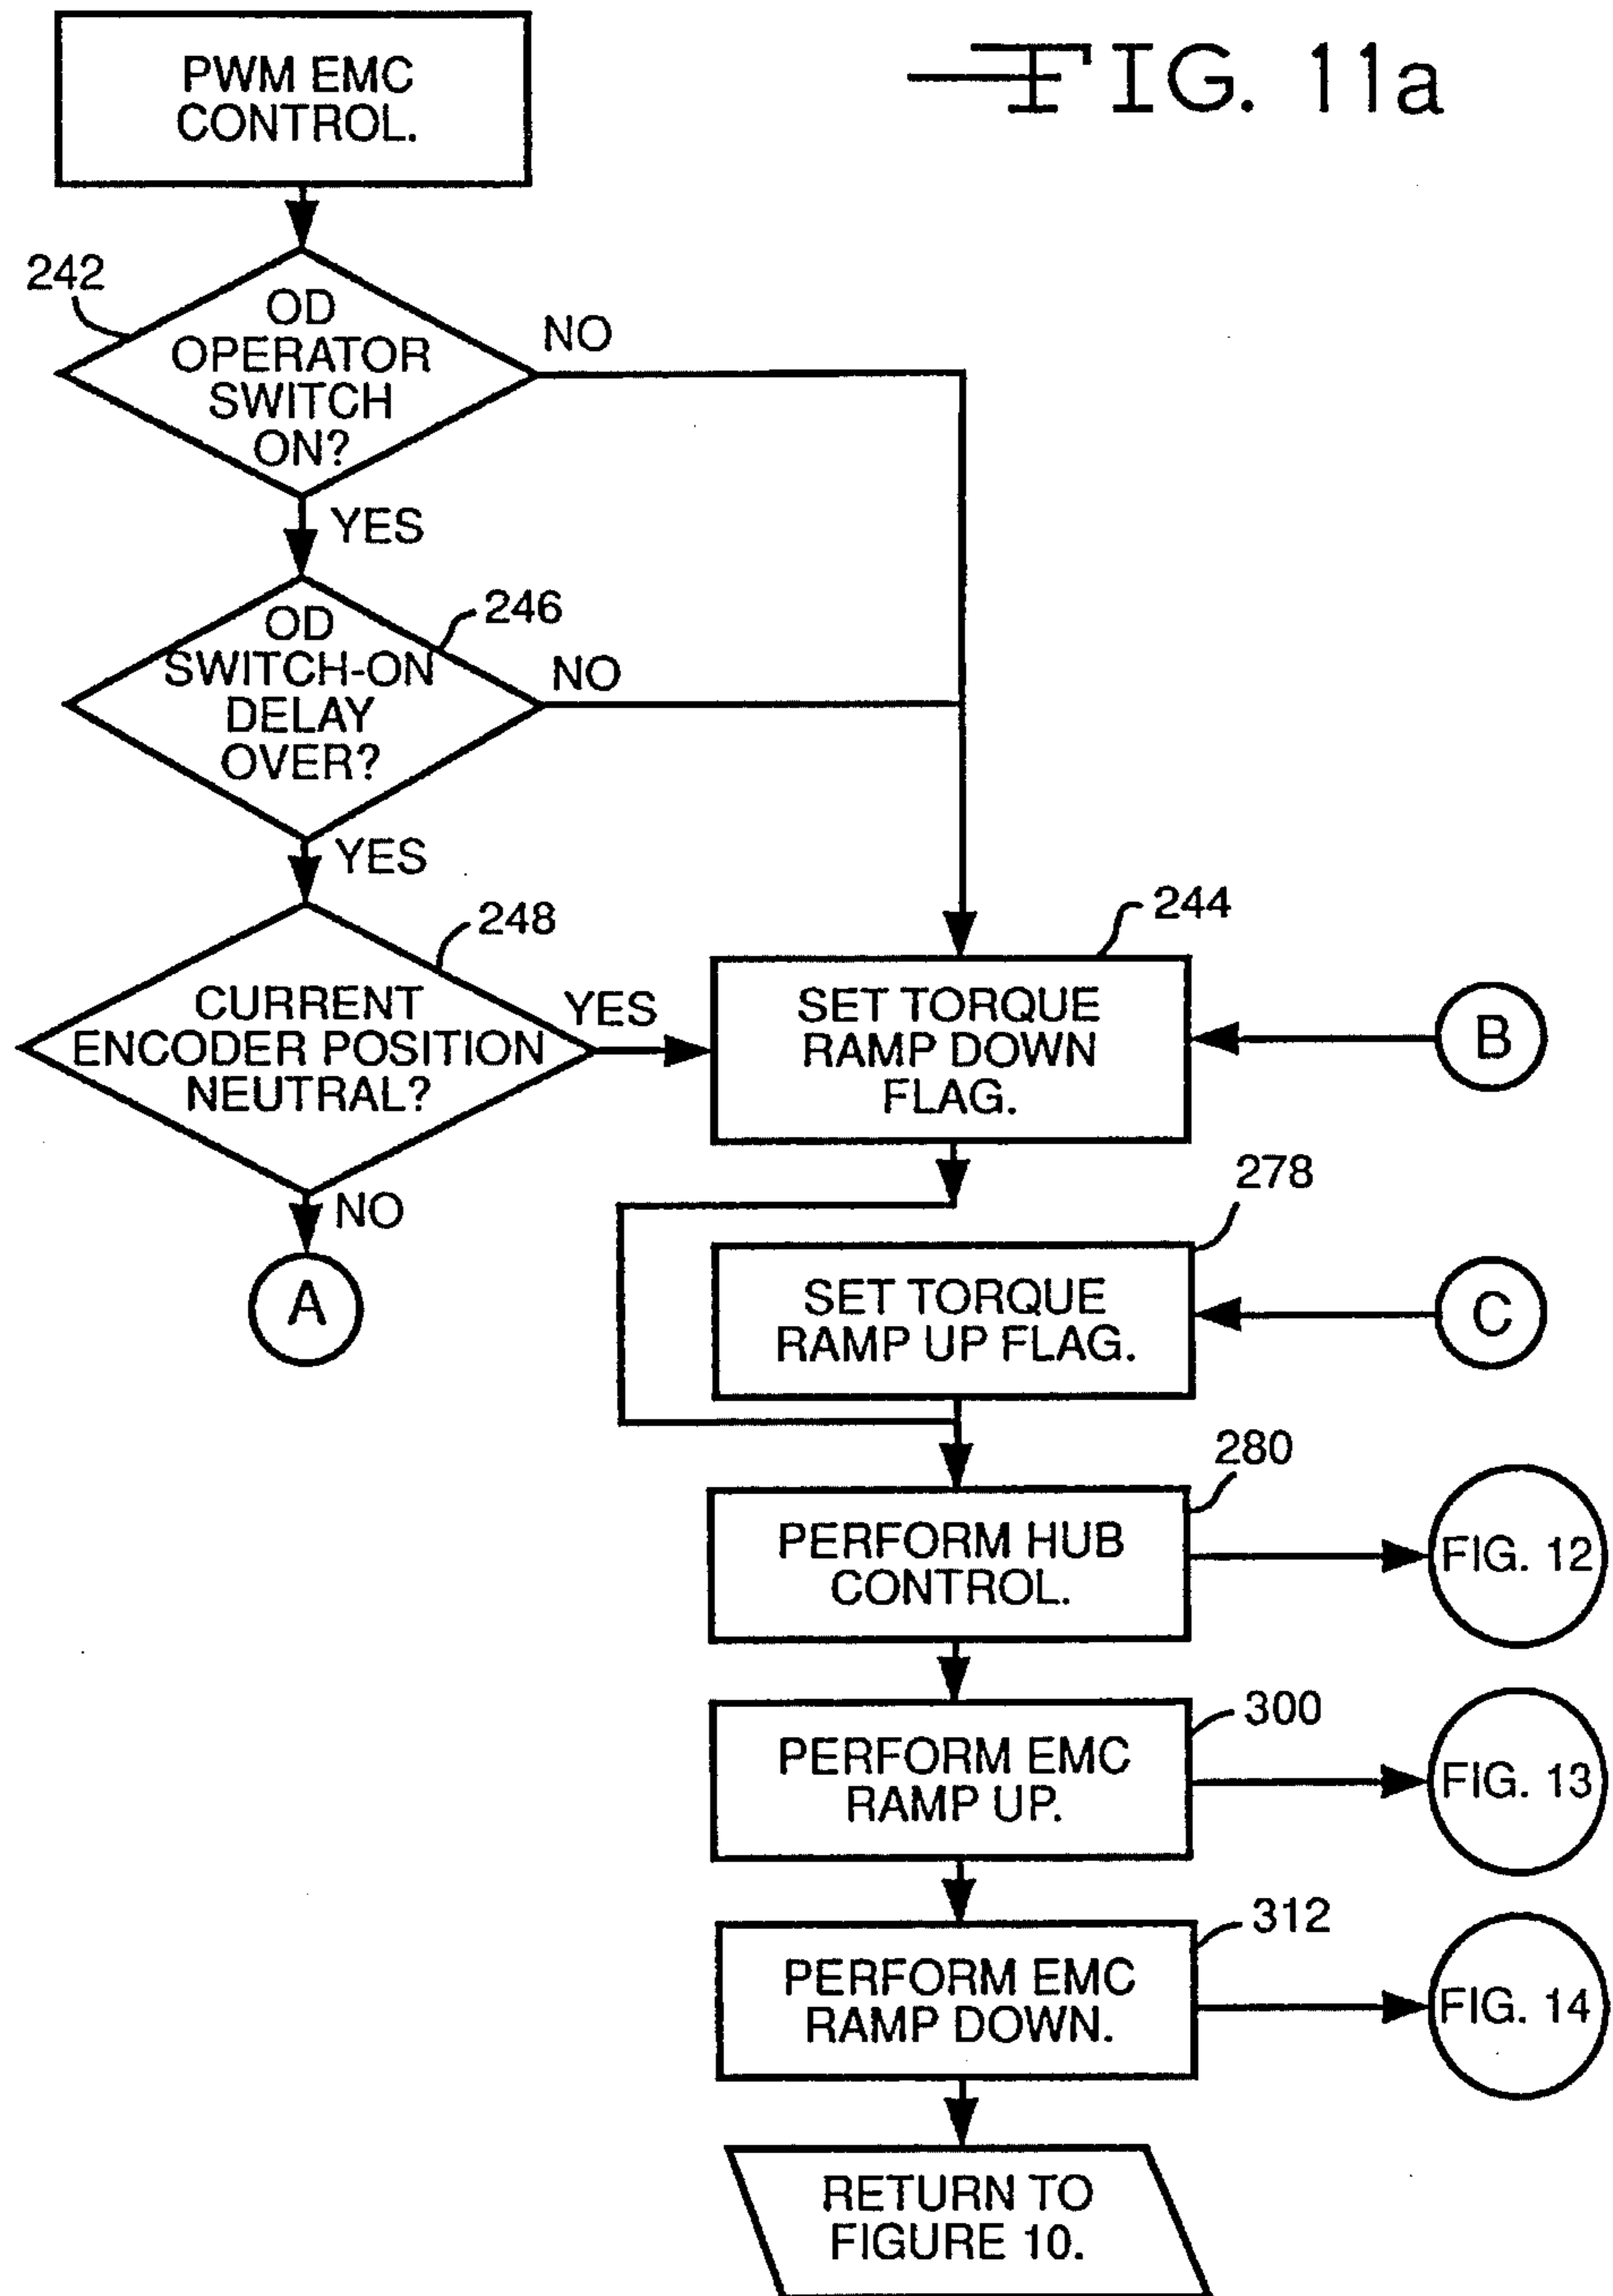 FIG. 11a
PWM EMC
CONTROL.
242
OD
OPERATOR
SWITCH
ON?
NO
YES
246
OD
SWITCH-ON
DELAY
OVER?
NO
YES
248
CURRENT
ENCODER POSITION
NEUTRAL?
YES
NO
A
244
SET TORQUE
RAMP DOWN
FLAG.
B
278
SET TORQUE
RAMP UP FLAG.
C
280
PERFORM HUB
CONTROL.
FIG. 12
300
PERFORM EMC
RAMP UP.
FIG. 13
312
PERFORM EMC
RAMP DOWN.
FIG. 14
RETURN TO
FIGURE 10.